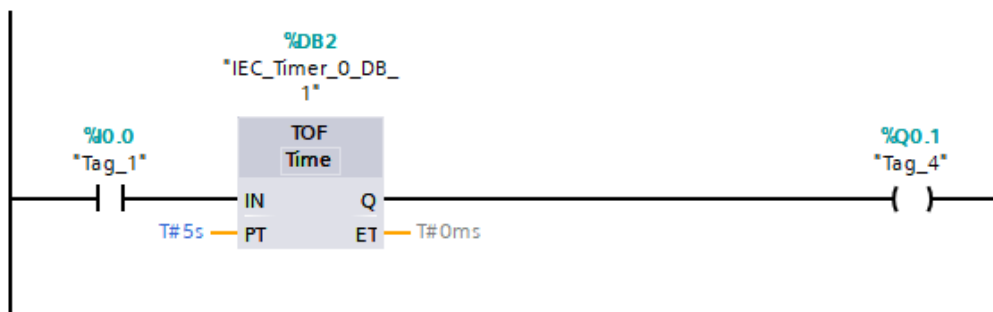 %DB2
"IEC_Timer_0_DB_
1"
%I0.0
"Tag_1"
TOF
Time
%Q0.1
"Tag_4"
IN
Q
T#5s
PT
ET
T#0ms